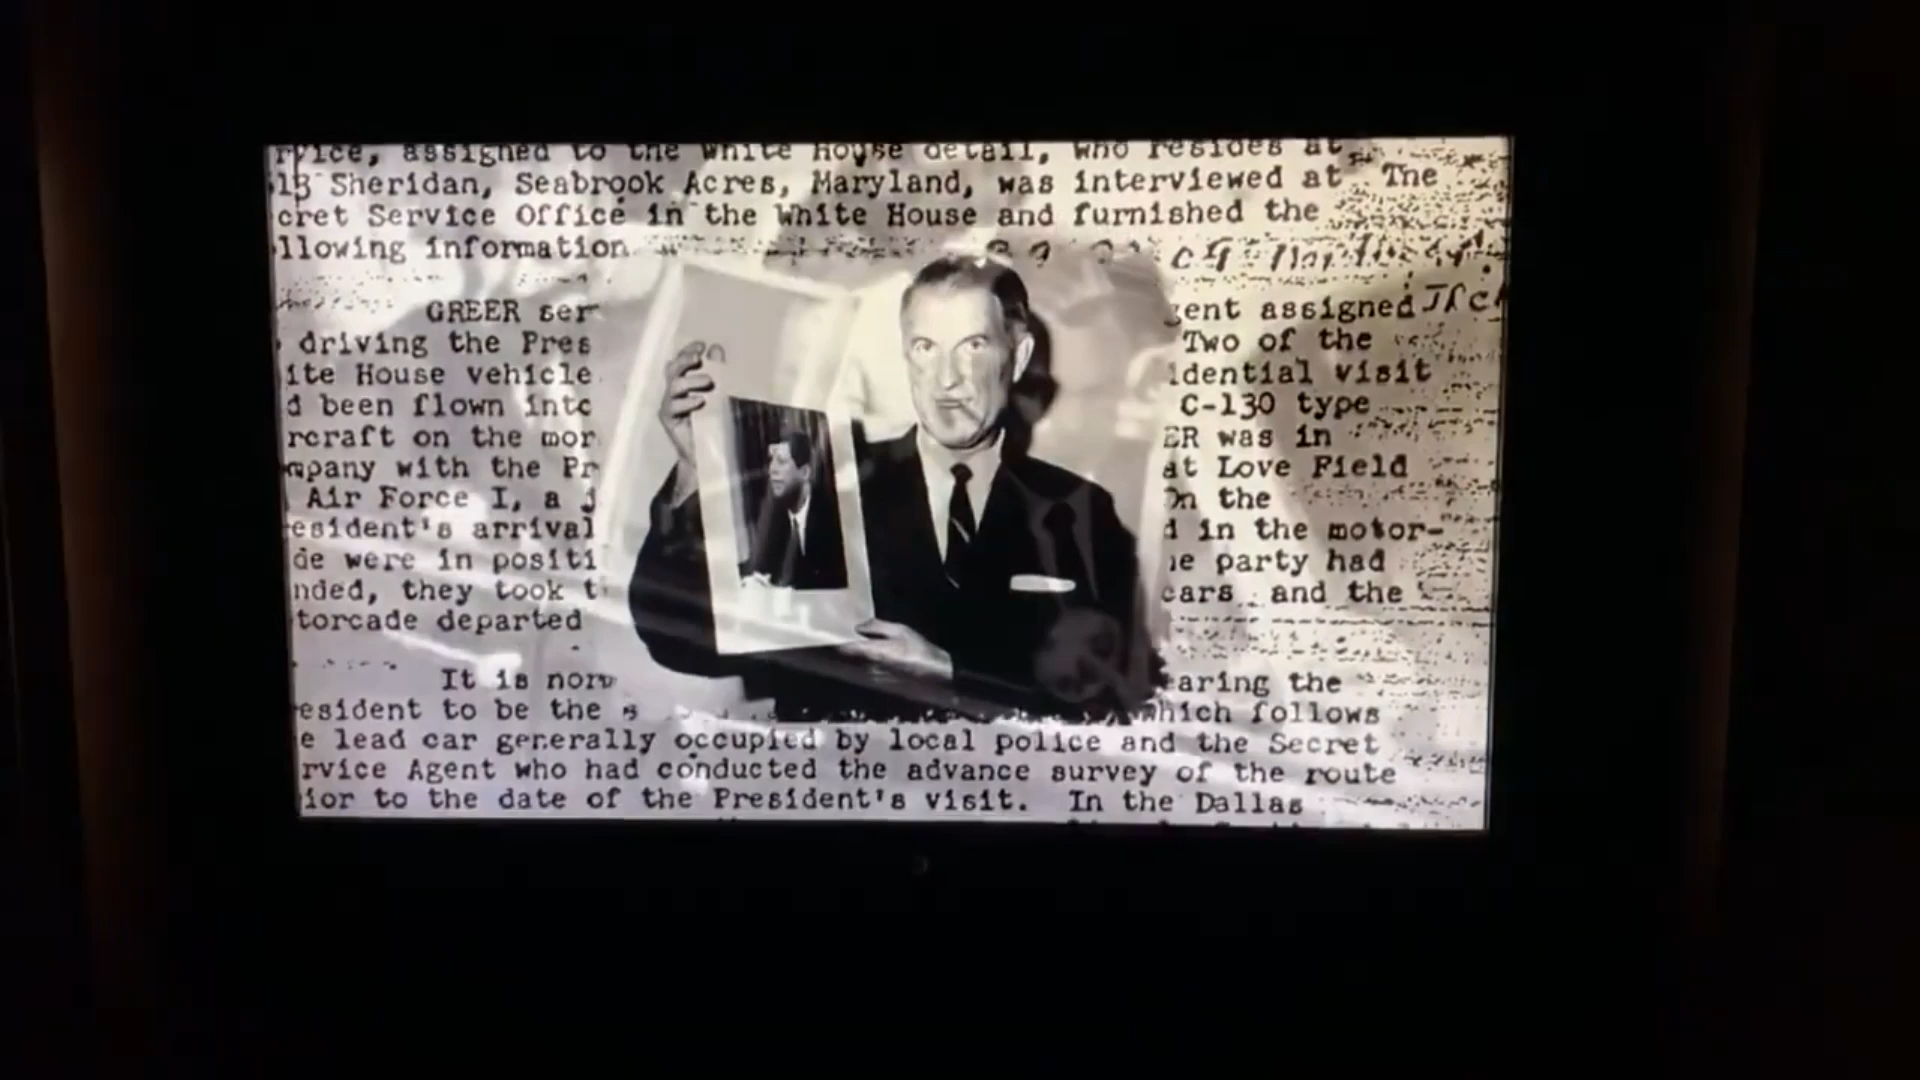 rvice, assigned to the White House detail, who resides at
13 Sheridan, Seabrook Acres, Maryland, was interviewed at The
cret Service Office in the White House and furnished the
llowing information
GREER ser gent assigned
driving the Pres Two of the
ite House vehicle idential visit
d been flown into C-130 type
rcraft on the mor ER was in
mpany with the Pr at Love Field
Air Force I, a j On the
esident's arrival d in the motor-
de were in positi he party had
nded, they took t cars and the
torcade departed
It is norm earing the
esident to be the s which follows
e lead car generally occupied by local police and the Secret
rvice Agent who had conducted the advance survey of the route
ior to the date of the President's visit. In the Dallas